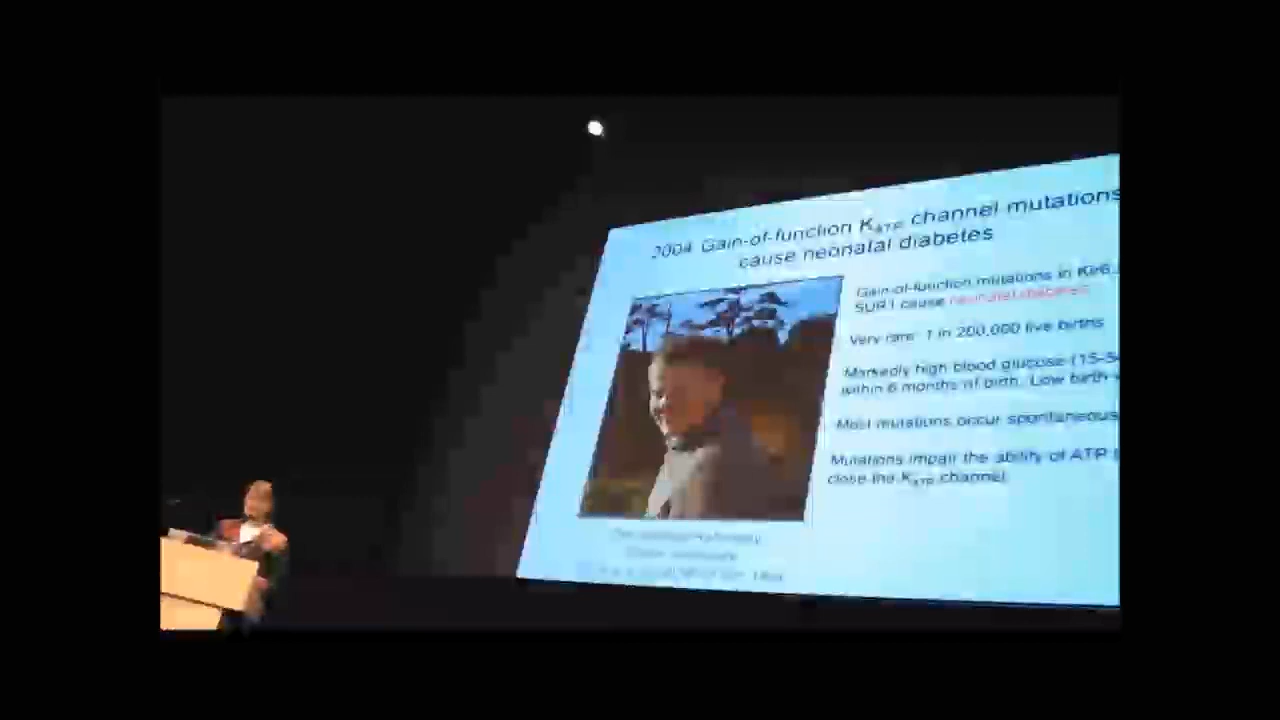 2004 Gain-of-function KATP channel mutations
cause neonatal diabetes
Gain-of-function mutations in Kir6.
SUR1 cause neonatal diabetes
Very rare: 1 in 200,000 live births
Markedly high blood glucose (15-5
within 6 months of birth. Low birth
Most mutations occur spontaneous
Mutations impair the ability of ATP
close the KATP channel